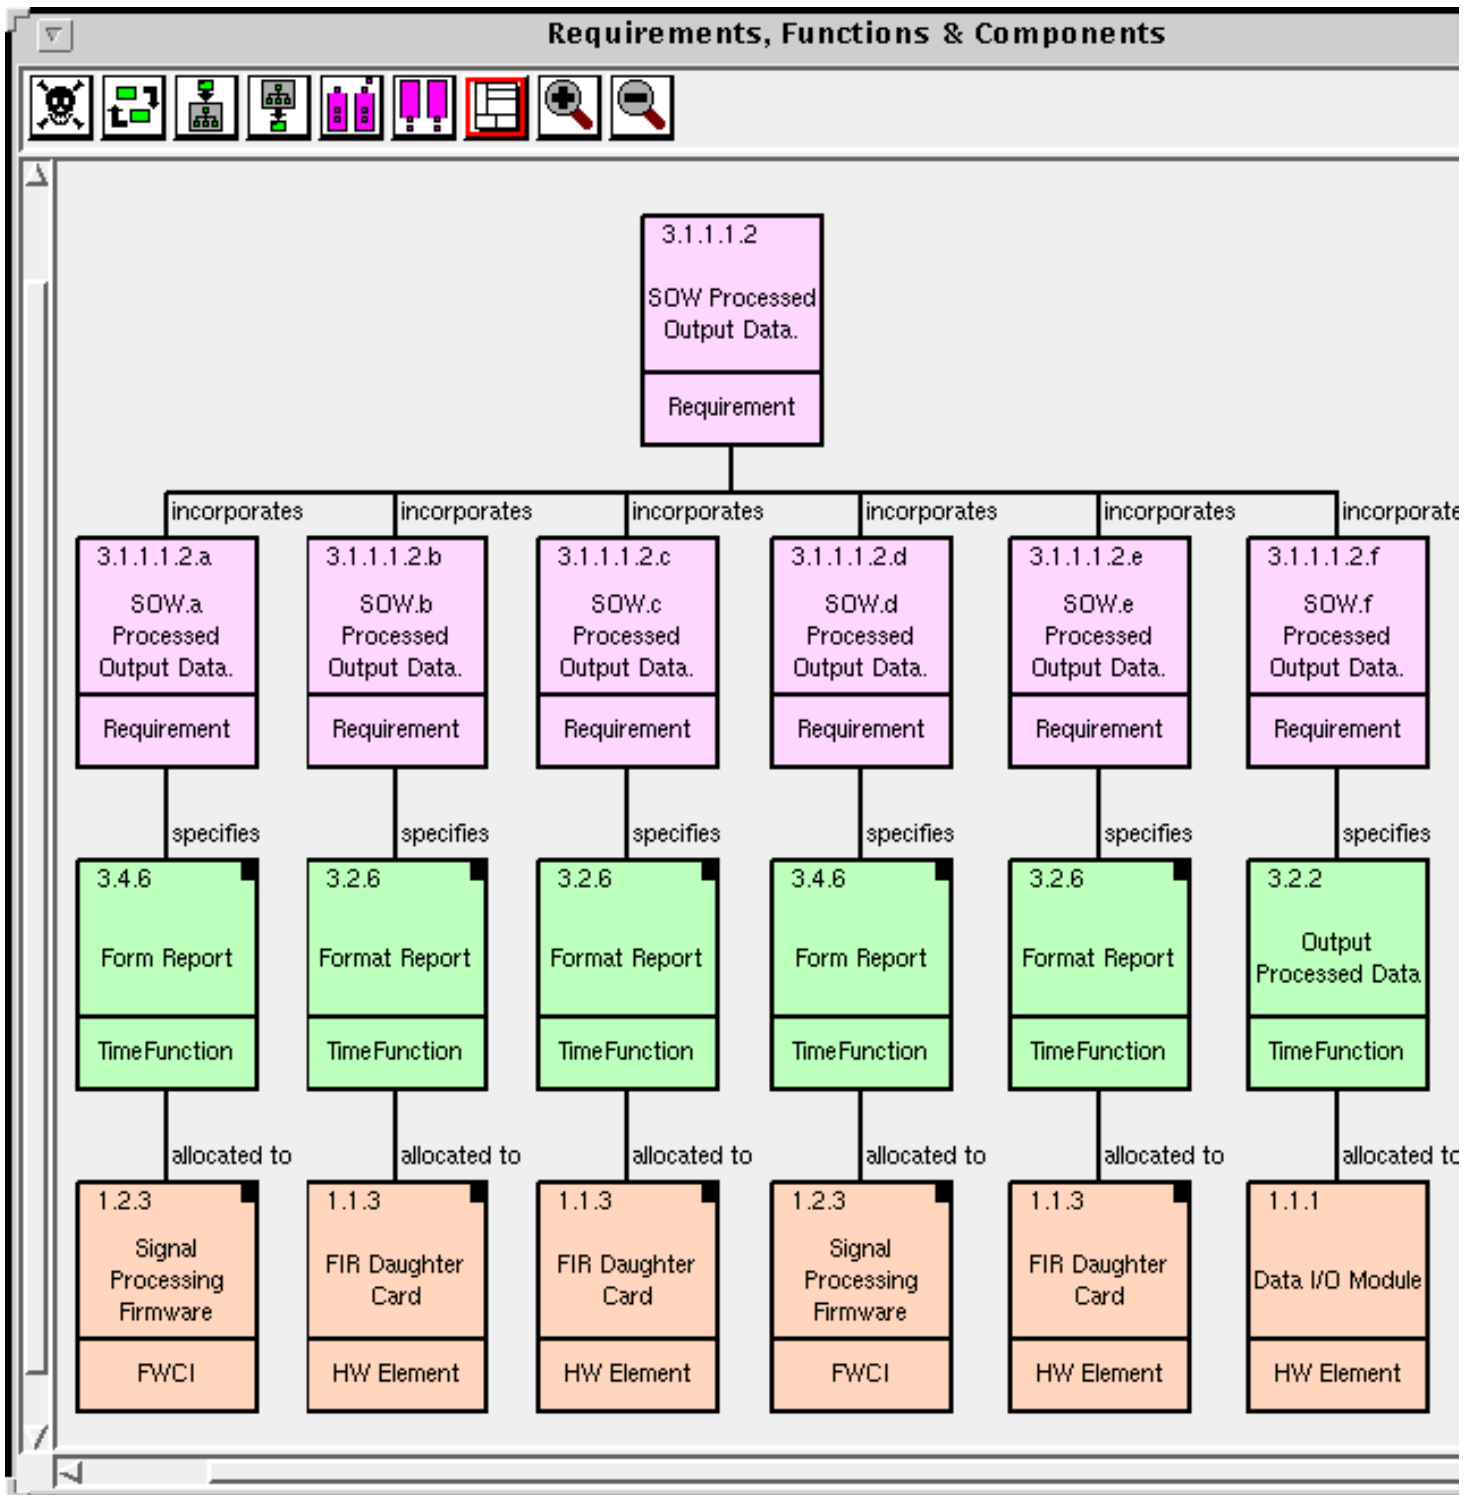 Requirements, Functions & Components
3.1.1.1.2
SOW Processed
Output Data.
Requirement
incorporates incorporates incorporates incorporates incorporates incorporate
3.1.1.1.2.a 3.1.1.1.2.b 3.1.1.1.2.c 3.1.1.1.2.d 3.1.1.1.2.e 3.1.1.1.2.f
SOW.a SOW.b SOW.c SOW.d SOW.e SOW.f
Processed Processed Processed Processed Processed Processed
Output Data. Output Data. Output Data. Output Data. Output Data. Output Data.
Requirement Requirement Requirement Requirement Requirement Requirement
specifies specifies specifies specifies specifies specifies
3.4.6 3.2.6 3.2.6 3.4.6 3.2.6 3.2.2
Form Report Format Report Format Report Form Report Format Report Output
Processed Data
TimeFunction TimeFunction TimeFunction TimeFunction TimeFunction TimeFunction
allocated to allocated to allocated to allocated to allocated to allocated to
1.2.3 1.1.3 1.1.3 1.2.3 1.1.3 1.1.1
Signal FIR Daughter FIR Daughter Signal FIR Daughter Data I/O Module
Processing Card Card Processing Card
Firmware Firmware
FWCI HW Element HW Element FWCI HW Element HW Element